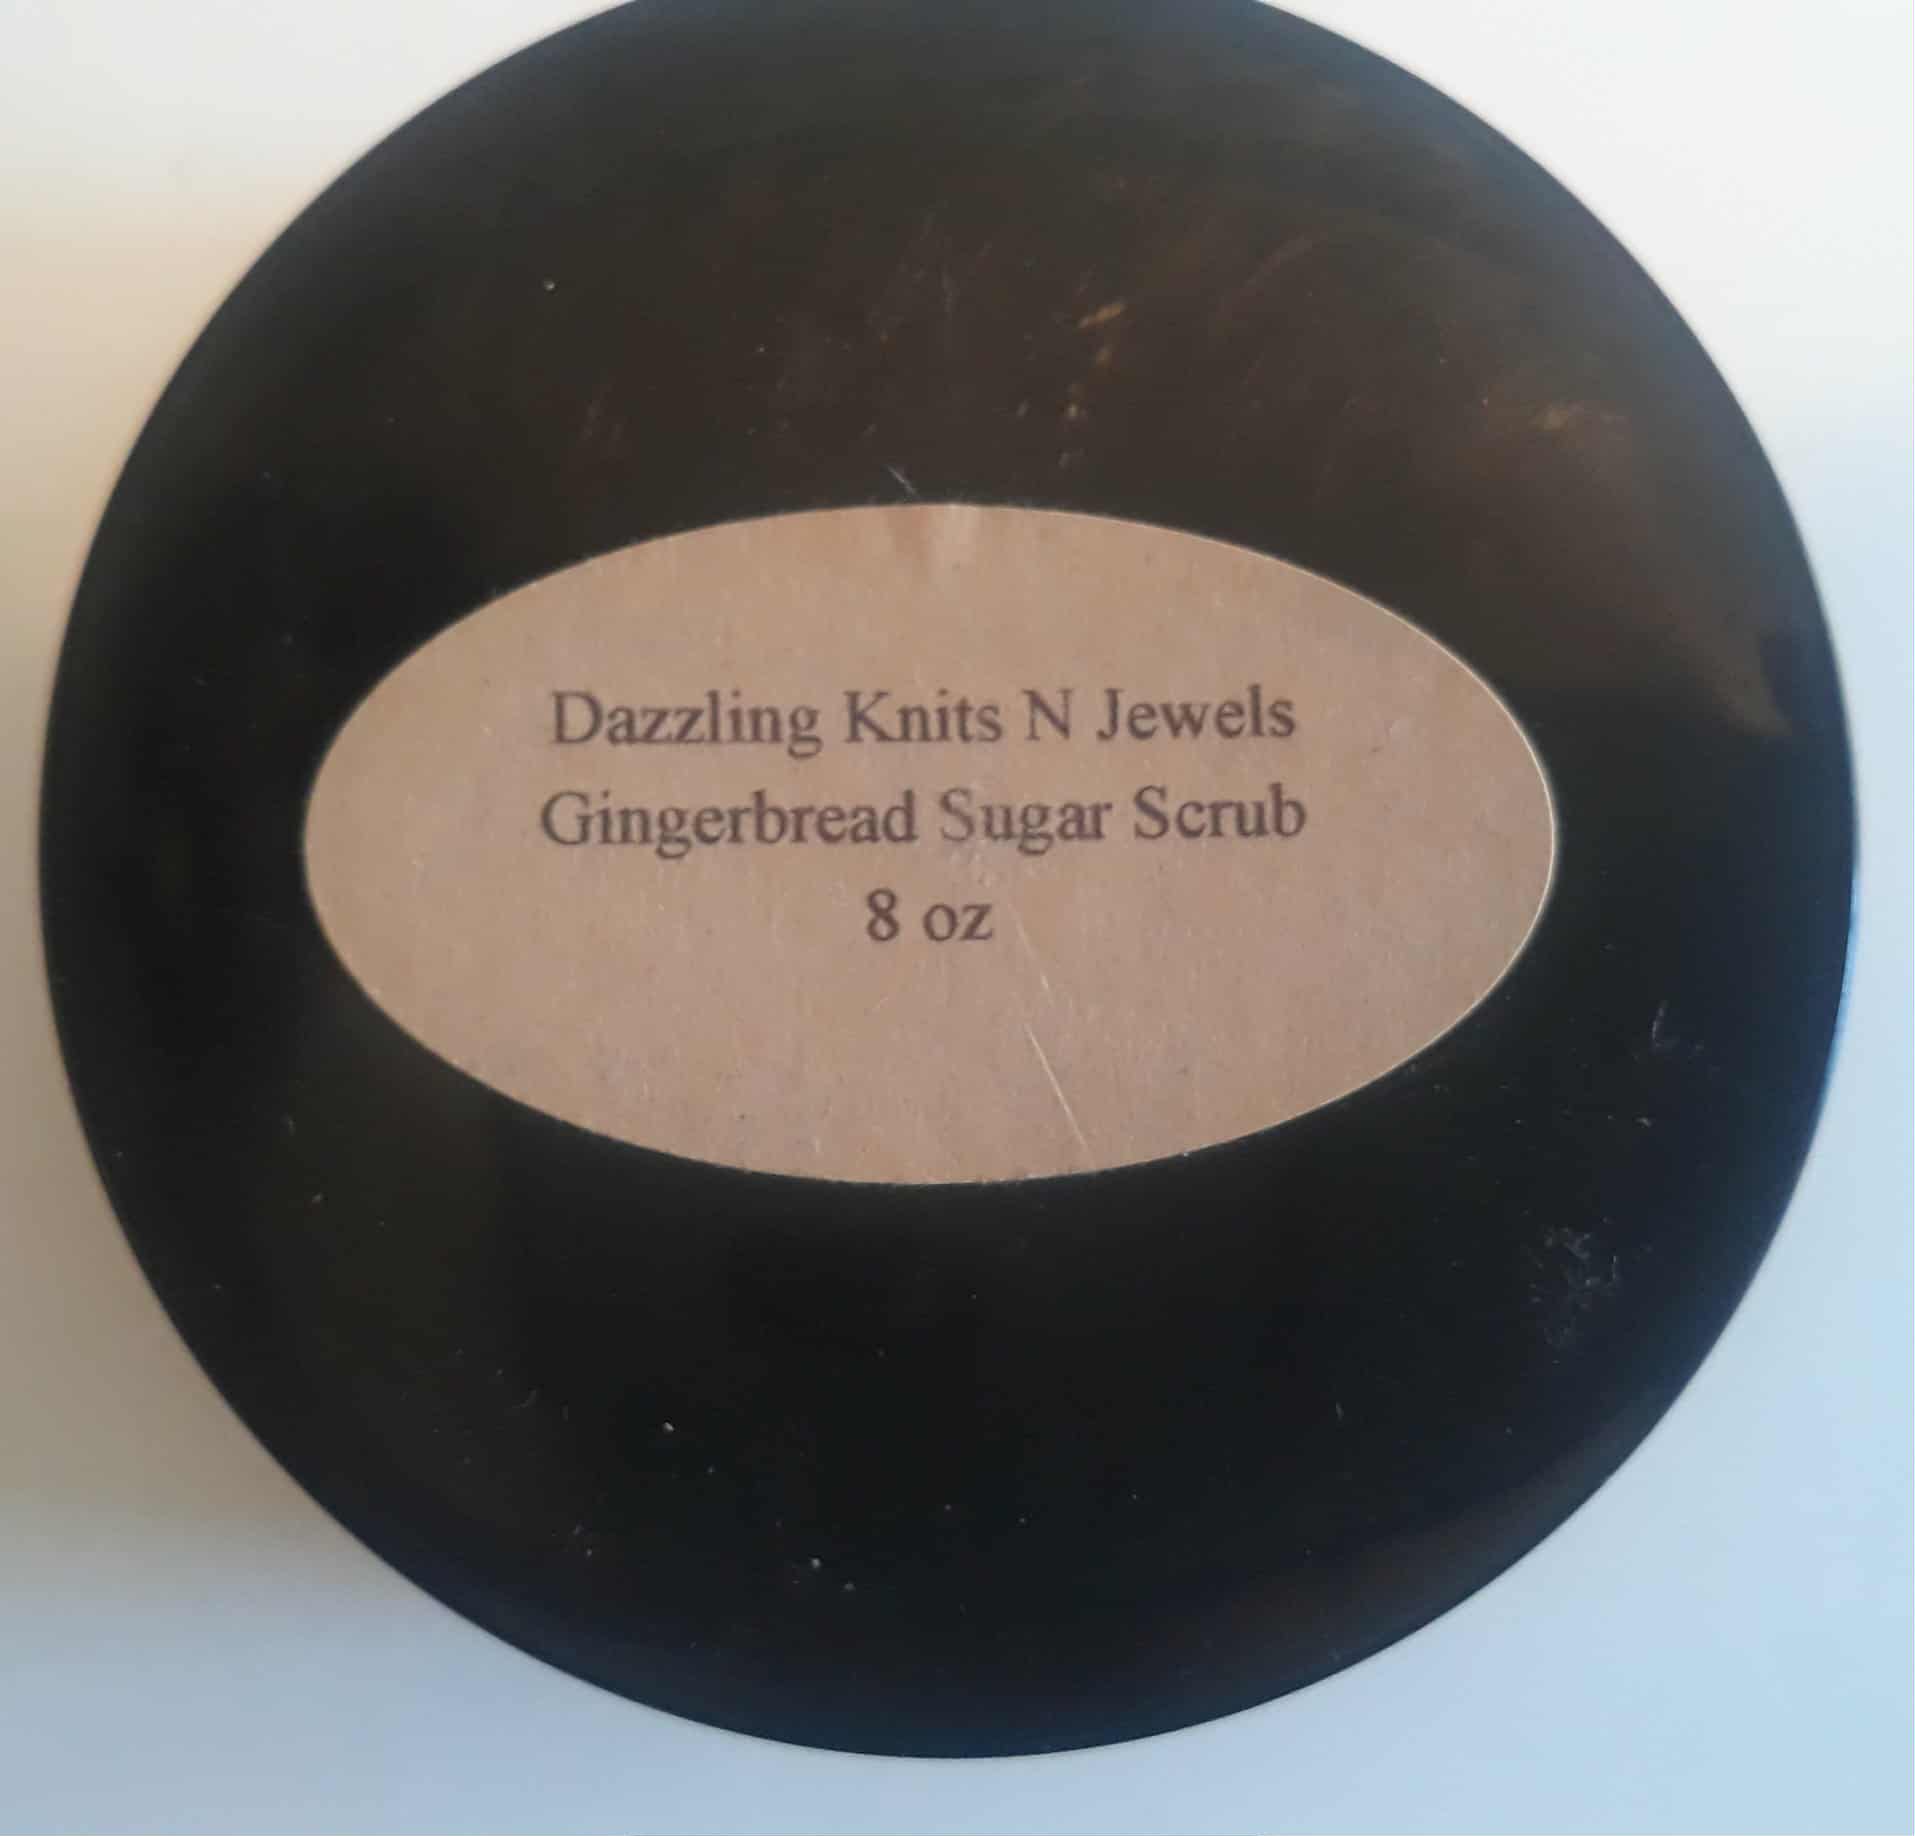 Dazzling Knits N Jewels
Gingerbread Sugar Scrub
8 oz